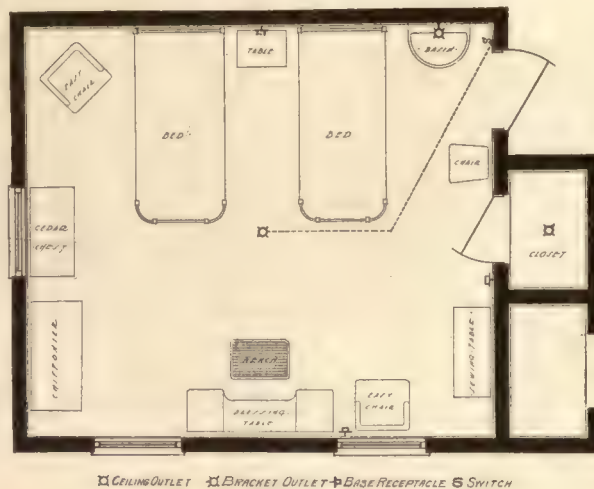 TABLE
BASIN
EASY
CHAIR
BED
BED
CHAIR
CEDAR
CHEST
CLOSET
CHIFFONIER
BENCH
SEWING-TABLE
DRESSING
TABLE
EASY
CHAIR
CEILING OUTLET BRACKET OUTLET BASE RECEPTACLE S SWITCH